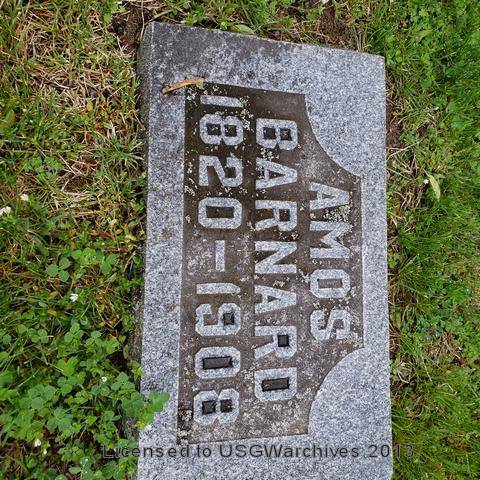 AMOS
BARNARD
1820-1908
Licensed to USGWarchives 2013